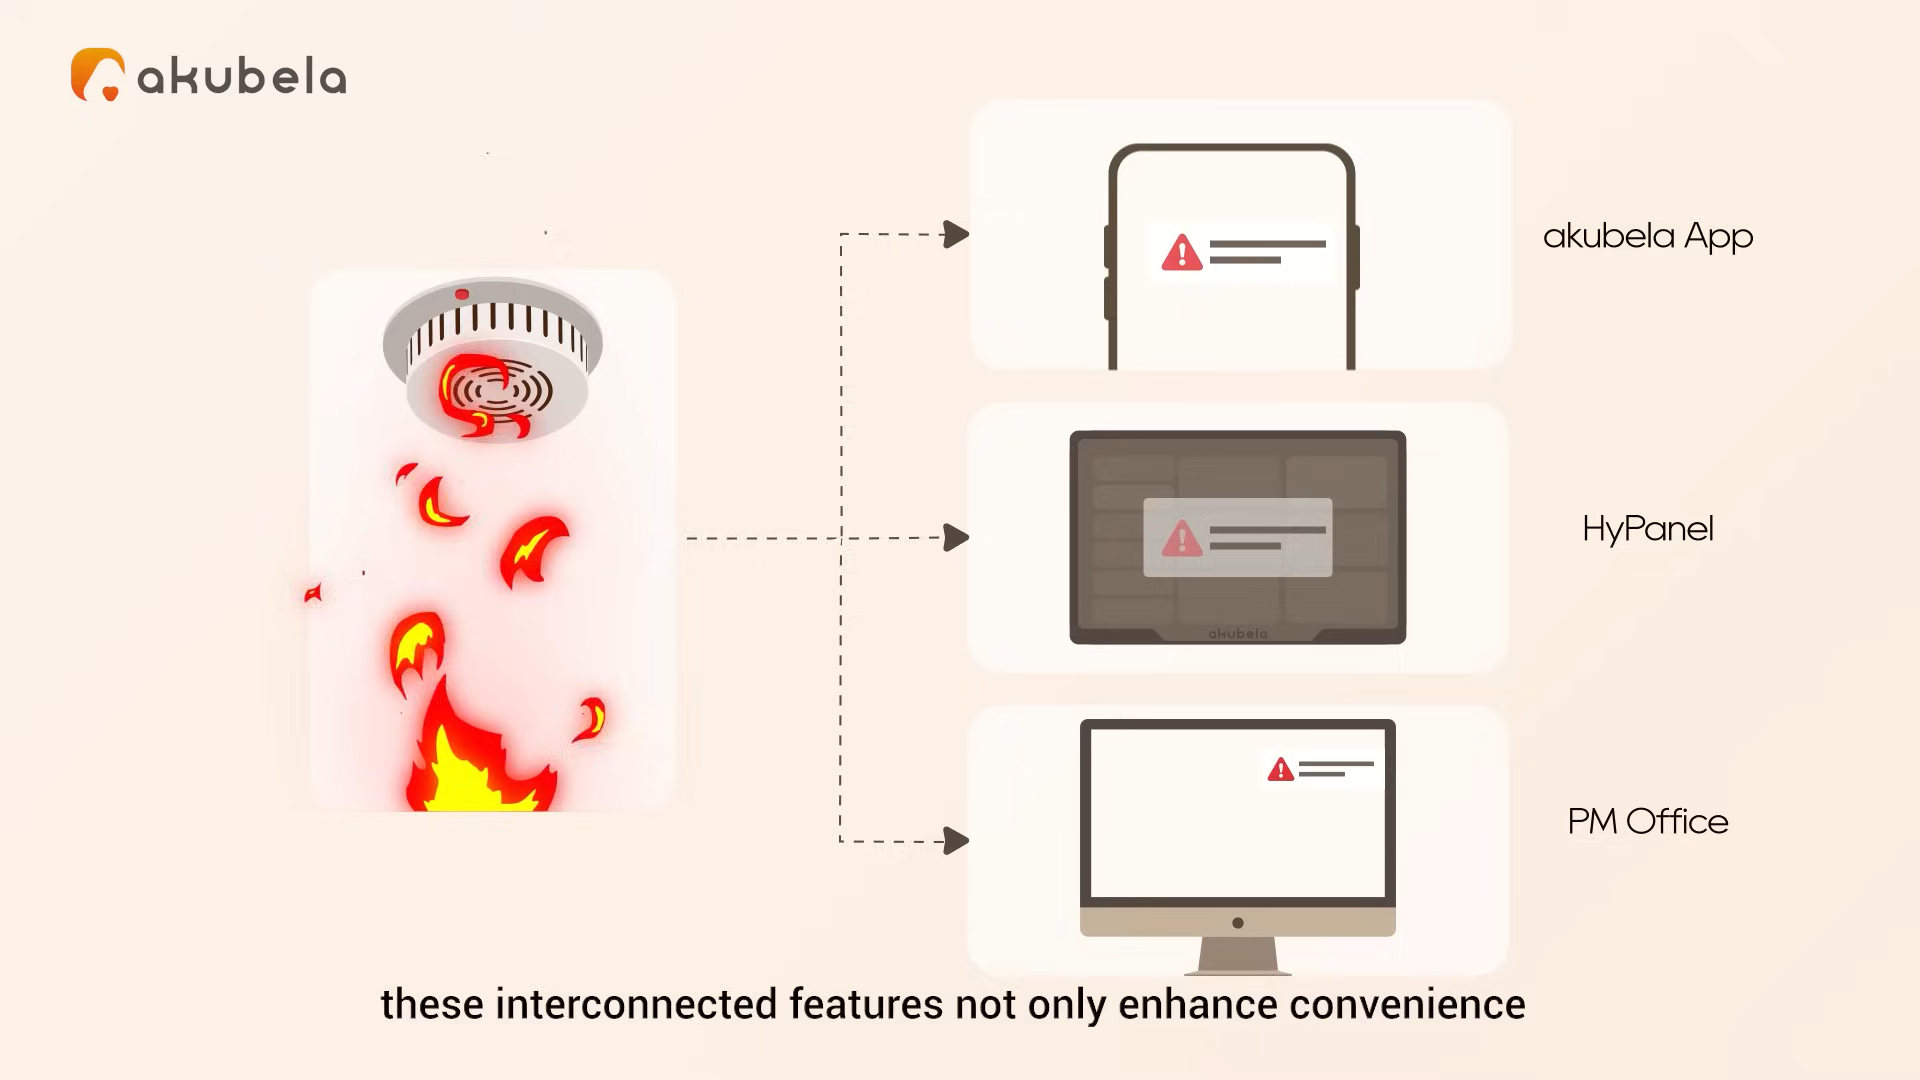 akubela
akubela App
HyPanel
akubela
PM Office
these interconnected features not only enhance convenience